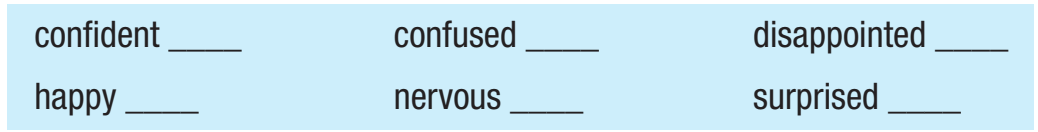 confident ____ confused ____ disappointed ____
happy ____ nervous ____ surprised ____